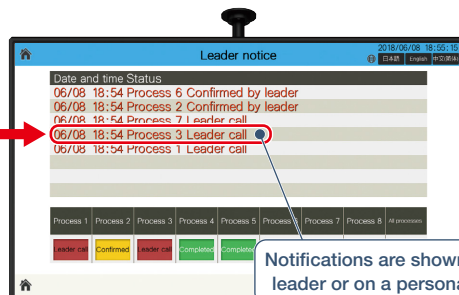 2018/06/08 18:55:15
Leader notice
日本語 English 中文(简体)
Date and time Status
06/08 18:54 Process 6 Confirmed by leader
06/08 18:54 Process 2 Confirmed by leader
06/08 18:54 Process 7 Leader call
06/08 18:54 Process 3 Leader call
06/08 18:54 Process 1 Leader call
Process 1 Process 2 Process 3 Process 4 Process 5 Process 6 Process 7 Process 8 All processes
Leader call Confirmed Leader call Completed Completed
Notifications are shown
leader or on a persona